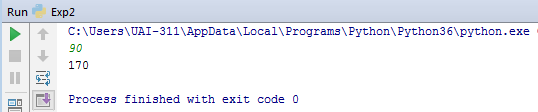 Run Exp2
C:\Users\UAI-311\AppData\Local\Programs\Python\Python36\python.exe
90
170
Process finished with exit code 0